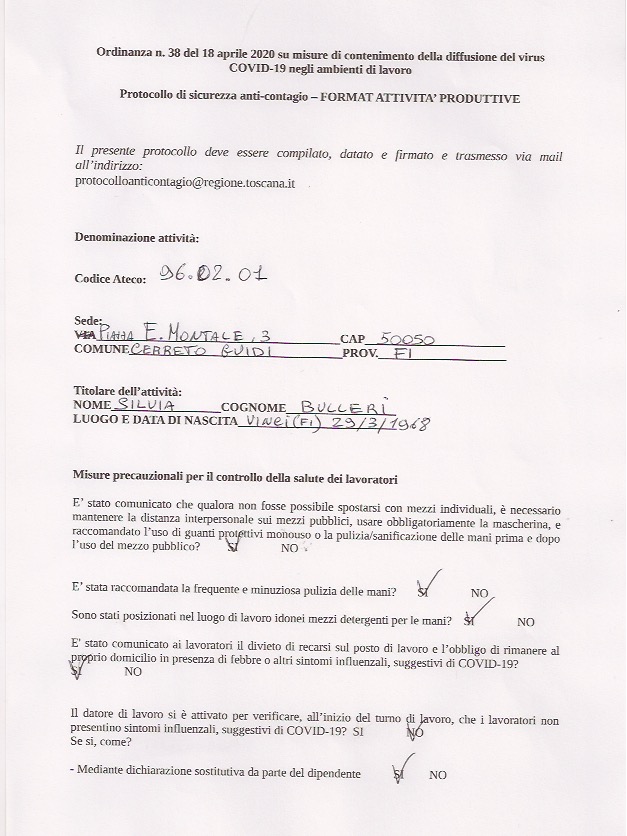 Ordinanza n. 38 del 18 aprile 2020 su misure di contenimento della diffusione del virus
COVID-19 negli ambienti di lavoro
Protocollo di sicurezza anti-contagio – FORMAT ATTIVITA' PRODUTTIVE
Il presente protocollo deve essere compilato, datato e firmato e trasmesso via mail
all'indirizzo:
protocolloanticontagio@regione.toscana.it
Denominazione attività:
Codice Ateco: 96.02.01
Sede:
VIA PIAZZA E. MONTALE, 3 CAP 50050
COMUNE CERRETO GUIDI PROV. FI
Titolare dell'attività:
NOME SILVIA COGNOME BULLERI
LUOGO E DATA DI NASCITA VINCI (FI) 29/3/1968
Misure precauzionali per il controllo della salute dei lavoratori
E' stato comunicato che qualora non fosse possibile spostarsi con mezzi individuali, è necessario
mantenere la distanza interpersonale sui mezzi pubblici, usare obbligatoriamente la mascherina, e
raccomandato l'uso di guanti protettivi monouso o la pulizia/sanificazione delle mani prima e dopo
l'uso del mezzo pubblico? SI NO
E' stata raccomandata la frequente e minuziosa pulizia delle mani? SI NO
Sono stati posizionati nel luogo di lavoro idonei mezzi detergenti per le mani? SI NO
E' stato comunicato ai lavoratori il divieto di recarsi sul posto di lavoro e l'obbligo di rimanere al
proprio domicilio in presenza di febbre o altri sintomi influenzali, suggestivi di COVID-19?
SI NO
Il datore di lavoro si è attivato per verificare, all'inizio del turno di lavoro, che i lavoratori non
presentino sintomi influenzali, suggestivi di COVID-19? SI NO
Se si, come?
- Mediante dichiarazione sostitutiva da parte del dipendente SI NO